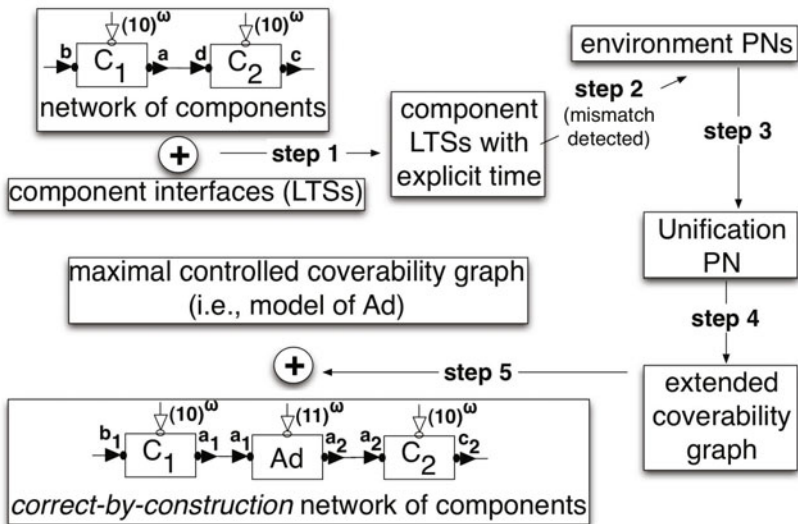 (10)ω (10)ω
b C1 a d C2 c
network of components
+
step 1
component interfaces (LTSs)
component
LTSs with
explicit time
step 2
(mismatch
detected)
environment PNs
step 3
Unification
PN
step 4
extended
coverability
graph
step 5
maximal controlled coverability graph
(i.e., model of Ad)
+
(10)ω (11)ω (10)ω
b1 C1 a1 a1 Ad a2 a2 C2 c2
correct-by-construction network of components